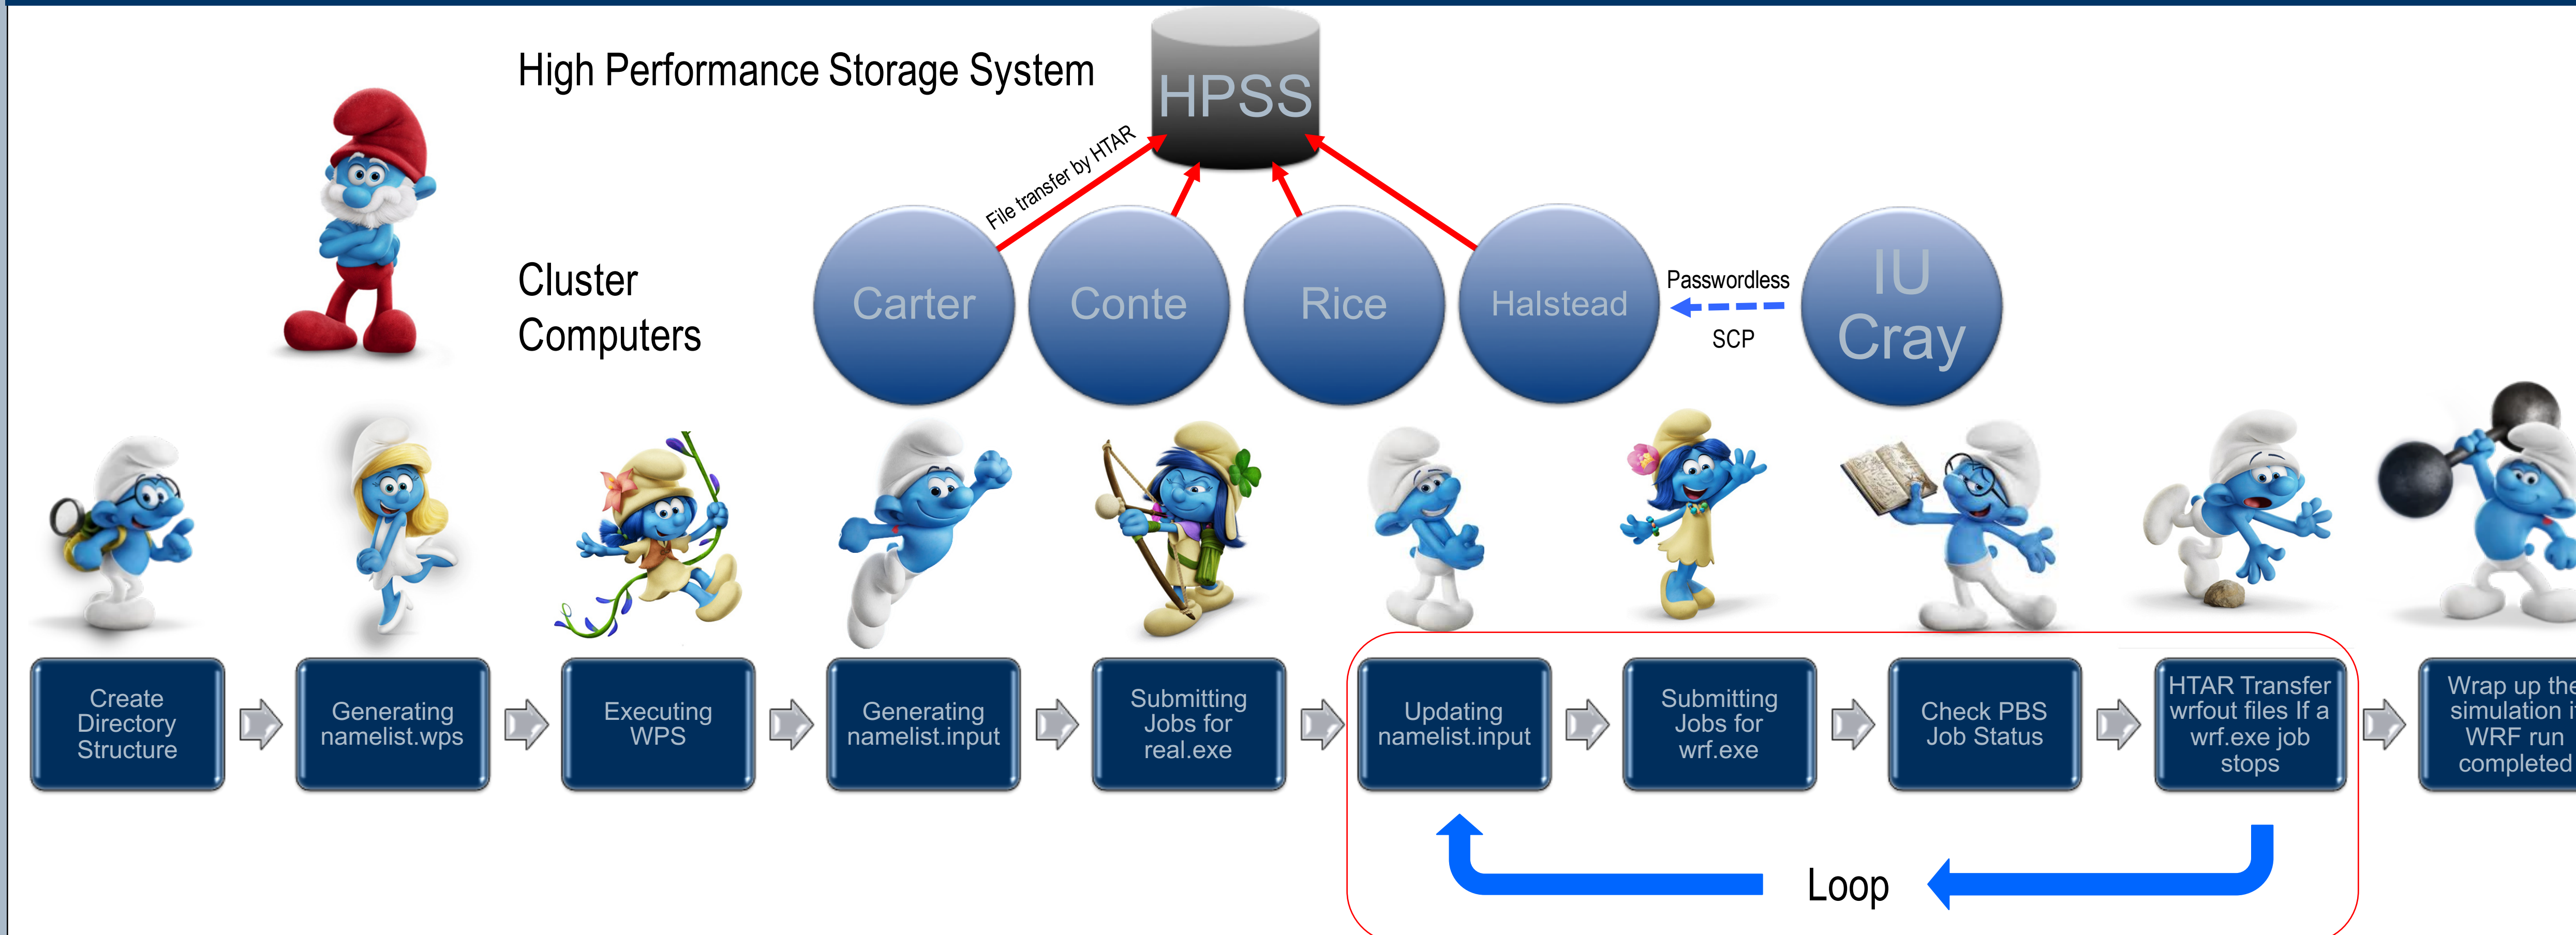 High Performance Storage System
HPSS
File transfer by HTAR
Cluster
Computers
Carter
Conte
Rice
Halstead
Passwordless
SCP
IU
Cray
Create
Directory
Structure
Generating
namelist.wps
Executing
WPS
Generating
namelist.input
Submitting
Jobs for
real.exe
Updating
namelist.input
Submitting
Jobs for
wrf.exe
Check PBS
Job Status
HTAR Transfer
wrfout files If a
wrf.exe job
stops
Wrap up the
simulation if
WRF run
completed
Loop